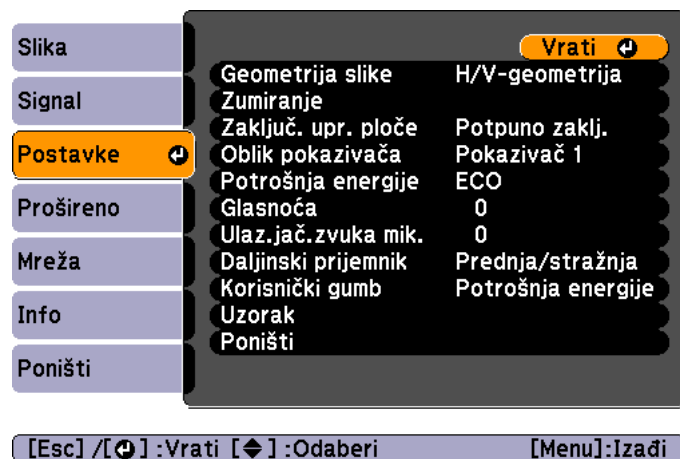 Slika
Signal
Postavke
Prošireno
Mreža
Info
Poništi
Vrati
Geometrija slike H/V-geometrija
Zumiranje
Zaključ. upr. ploče Potpuno zaklj.
Oblik pokazivača Pokazivač 1
Potrošnja energije ECO
Glasnoća 0
Ulaz.jač.zvuka mik. 0
Daljinski prijemnik Prednja/stražnja
Korisnički gumb Potrošnja energije
Uzorak
Poništi
[Esc] /[⏎] :Vrati [◆] :Odaberi [Menu]:Izađi